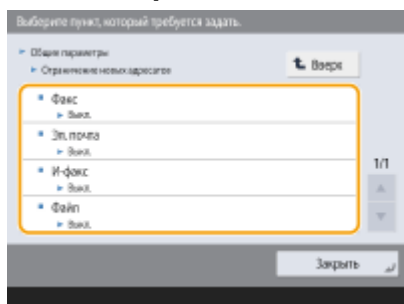 Выберите пункт, который требуется задать.
Общие параметры
Ограничение новых адресатов
Вверх
Факс
Выкл.
Эл. почта
Выкл.
И-факс
Выкл.
Файл
Выкл.
1/1
Закрыть